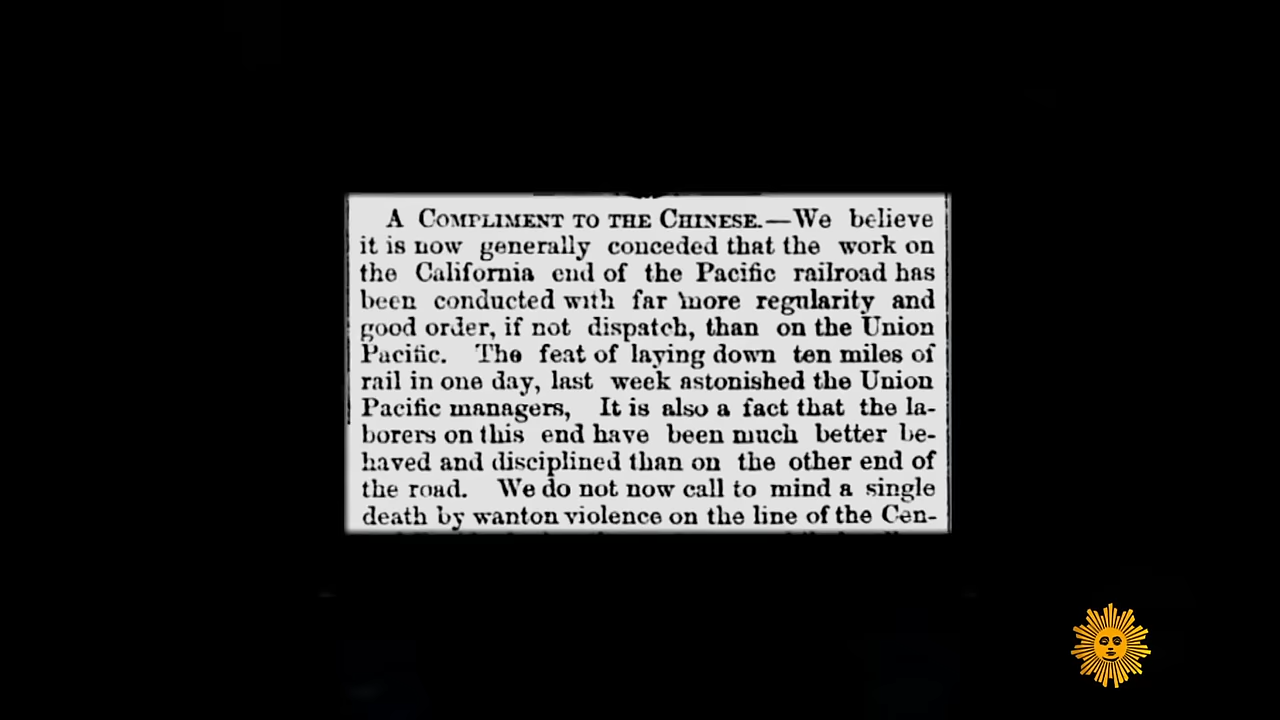 A COMPLIMENT TO THE CHINESE.—We believe
it is now generally conceded that the work on
the California end of the Pacific railroad has
been conducted with far more regularity and
good order, if not dispatch, than on the Union
Pacific. The feat of laying down ten miles of
rail in one day, last week astonished the Union
Pacific managers, It is also a fact that the la-
borers on this end have been much better be-
haved and disciplined than on the other end of
the road. We do not now call to mind a single
death by wanton violence on the line of the Cen-